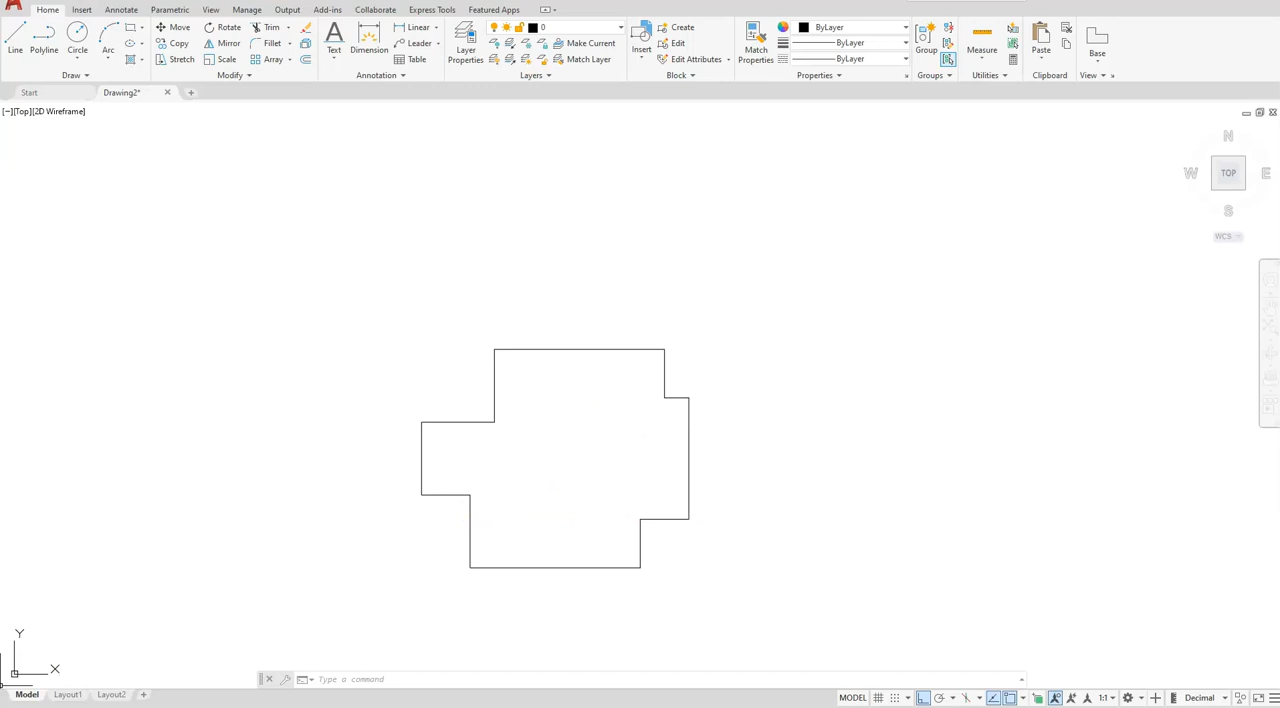 Home Insert Annotate Parametric View Manage Output Add-ins Collaborate Express Tools Featured Apps
Line Polyline Circle Arc
Move Rotate Trim
Copy Mirror Fillet
Stretch Scale Array
Text Dimension
Linear
Leader
Table
Layer Properties
0
Make Current
Match Layer
Insert
Create
Edit
Edit Attributes
Match Properties
ByLayer
ByLayer
ByLayer
Group
Measure
Paste
Base
Draw Modify Annotation Layers Block Properties Groups Utilities Clipboard View
Start Drawing2*
[−][Top][2D Wireframe]
N
W TOP E
S
WCS
Y
X
Type a command
Model Layout1 Layout2
MODEL 1:1 Decimal